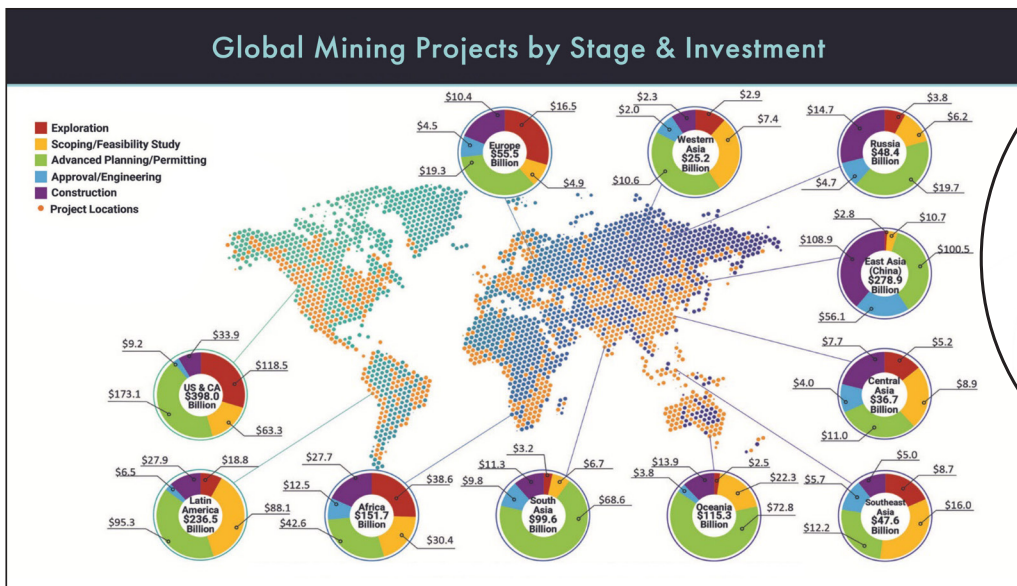 Global Mining Projects by Stage & Investment
Exploration
Scoping/Feasibility Study
Advanced Planning/Permitting
Approval/Engineering
Construction
Project Locations
$10.4
$16.5
$4.5
$19.3
$4.9
Europe
$55.5
Billion
$2.3
$2.9
$2.0
$7.4
$10.6
Western
Asia
$25.2
Billion
$14.7
$3.8
$6.2
$4.7
$19.7
Russia
$48.4
Billion
$2.8
$10.7
$108.9
$100.5
$56.1
East Asia
(China)
$278.9
Billion
$9.2
$33.9
$118.5
$173.1
$63.3
US & CA
$398.0
Billion
$7.7
$5.2
$4.0
$8.9
$11.0
Central
Asia
$36.7
Billion
$27.9
$18.8
$6.5
$88.1
$95.3
Latin
America
$236.5
Billion
$27.7
$38.6
$12.5
$42.6
$30.4
Africa
$151.7
Billion
$3.2
$11.3
$6.7
$9.8
$68.6
South
Asia
$99.6
Billion
$13.9
$2.5
$3.8
$22.3
$72.8
Oceania
$115.3
Billion
$5.0
$8.7
$5.7
$16.0
$12.2
Southeast
Asia
$47.6
Billion